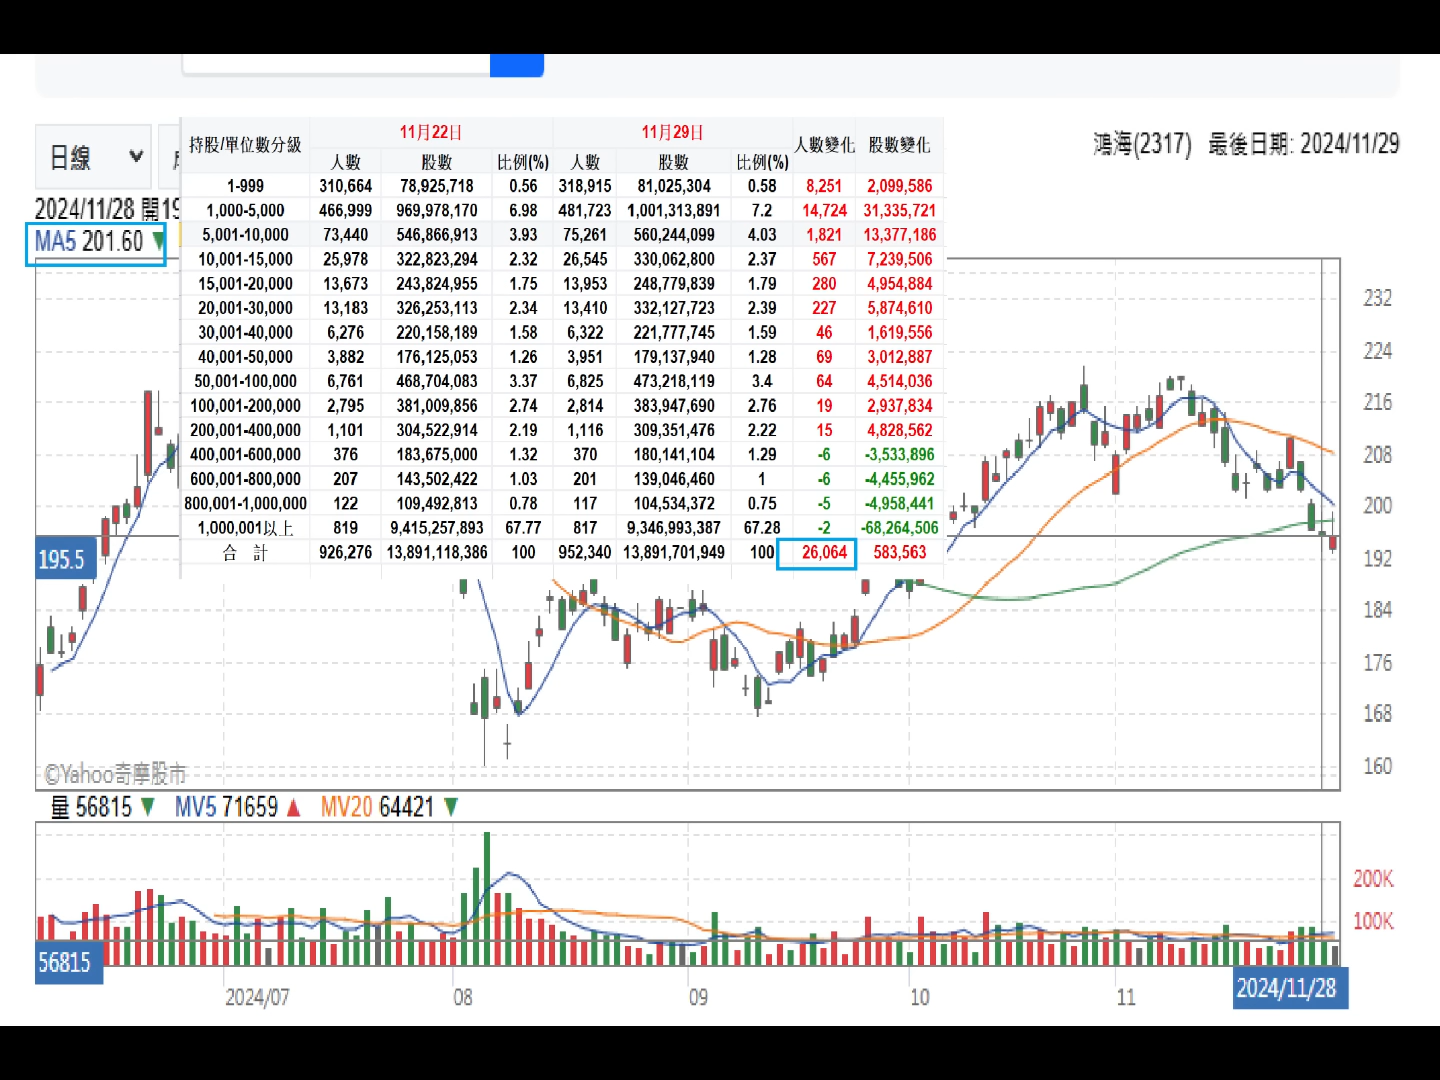 鴻海(2317) 最後日期: 2024/11/29
日線
2024/11/28 開19
MA5 201.60 ▼
持股/單位數分級 11月22日 11月29日 人數變化 股數變化
人數 股數 比例(%) 人數 股數 比例(%)
1-999 310,664 78,925,718 0.56 318,915 81,025,304 0.58 8,251 2,099,586
1,000-5,000 466,999 969,978,170 6.98 481,723 1,001,313,891 7.2 14,724 31,335,721
5,001-10,000 73,440 546,866,913 3.93 75,261 560,244,099 4.03 1,821 13,377,186
10,001-15,000 25,978 322,823,294 2.32 26,545 330,062,800 2.37 567 7,239,506
15,001-20,000 13,673 243,824,955 1.75 13,953 248,779,839 1.79 280 4,954,884
20,001-30,000 13,183 326,253,113 2.34 13,410 332,127,723 2.39 227 5,874,610
30,001-40,000 6,276 220,158,189 1.58 6,322 221,777,745 1.59 46 1,619,556
40,001-50,000 3,882 176,125,053 1.26 3,951 179,137,940 1.28 69 3,012,887
50,001-100,000 6,761 468,704,083 3.37 6,825 473,218,119 3.4 64 4,514,036
100,001-200,000 2,795 381,009,856 2.74 2,814 383,947,690 2.76 19 2,937,834
200,001-400,000 1,101 304,522,914 2.19 1,116 309,351,476 2.22 15 4,828,562
400,001-600,000 376 183,675,000 1.32 370 180,141,104 1.29 -6 -3,533,896
600,001-800,000 207 143,502,422 1.03 201 139,046,460 1 -6 -4,455,962
800,001-1,000,000 122 109,492,813 0.78 117 104,534,372 0.75 -5 -4,958,441
1,000,001以上 819 9,415,257,893 67.77 817 9,346,993,387 67.28 -2 -68,264,506
合 計 926,276 13,891,118,386 100 952,340 13,891,701,949 100 26,064 583,563
232
224
216
208
200
192
184
176
168
160
195.5
©Yahoo奇摩股市
量 56815 ▼ MV5 71659 ▲ MV20 64421 ▼
200K
100K
56815
2024/07 08 09 10 11 2024/11/28